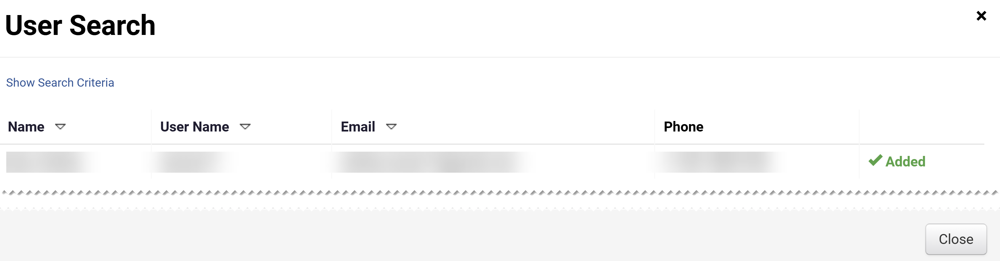 User Search
Show Search Criteria
Name User Name Email Phone
Added
Close